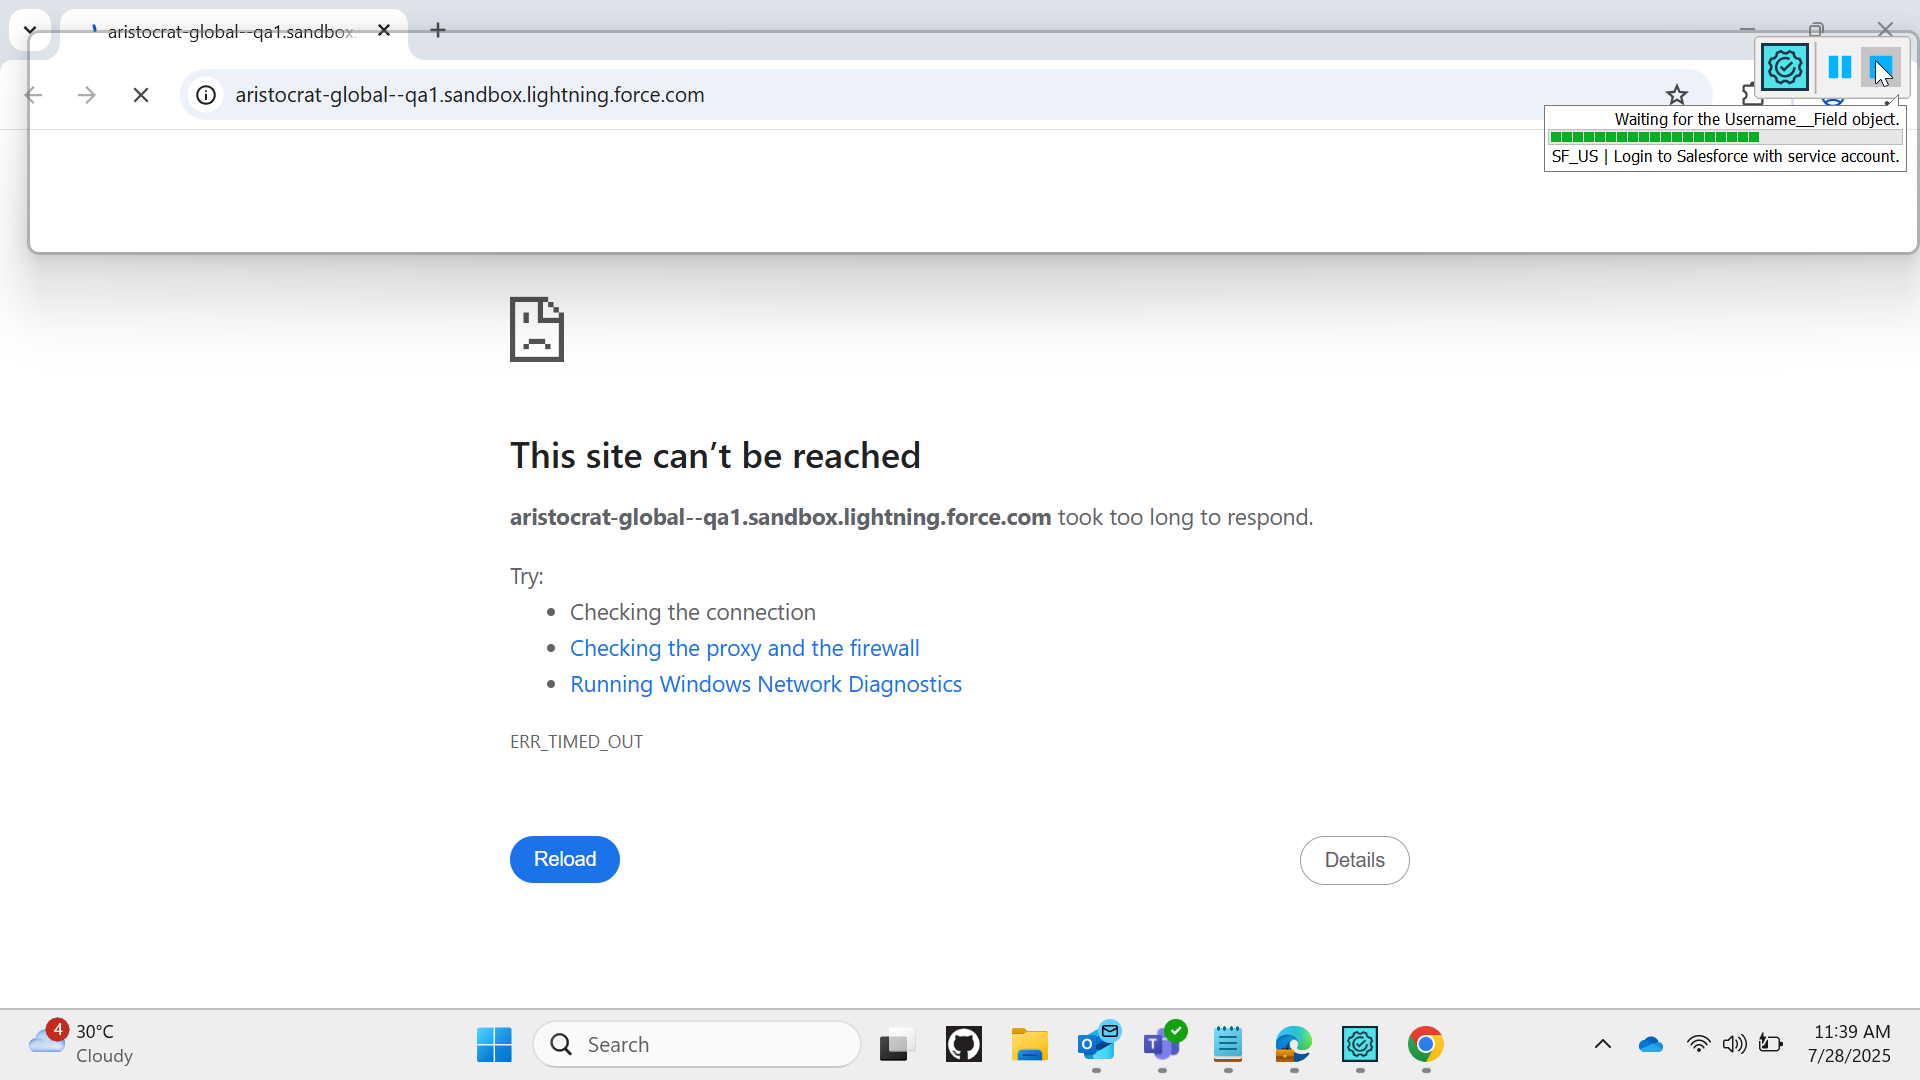 aristocrat-global--qa1.sandbox.
aristocrat-global--qa1.sandbox.lightning.force.com
Waiting for the Username__Field object.
SF_US | Login to Salesforce with service account.
This site can’t be reached
aristocrat-global--qa1.sandbox.lightning.force.com took too long to respond.
Try:
Checking the connection
Checking the proxy and the firewall
Running Windows Network Diagnostics
ERR_TIMED_OUT
Reload
Details
4
30°C
Cloudy
Search
11:39 AM
7/28/2025